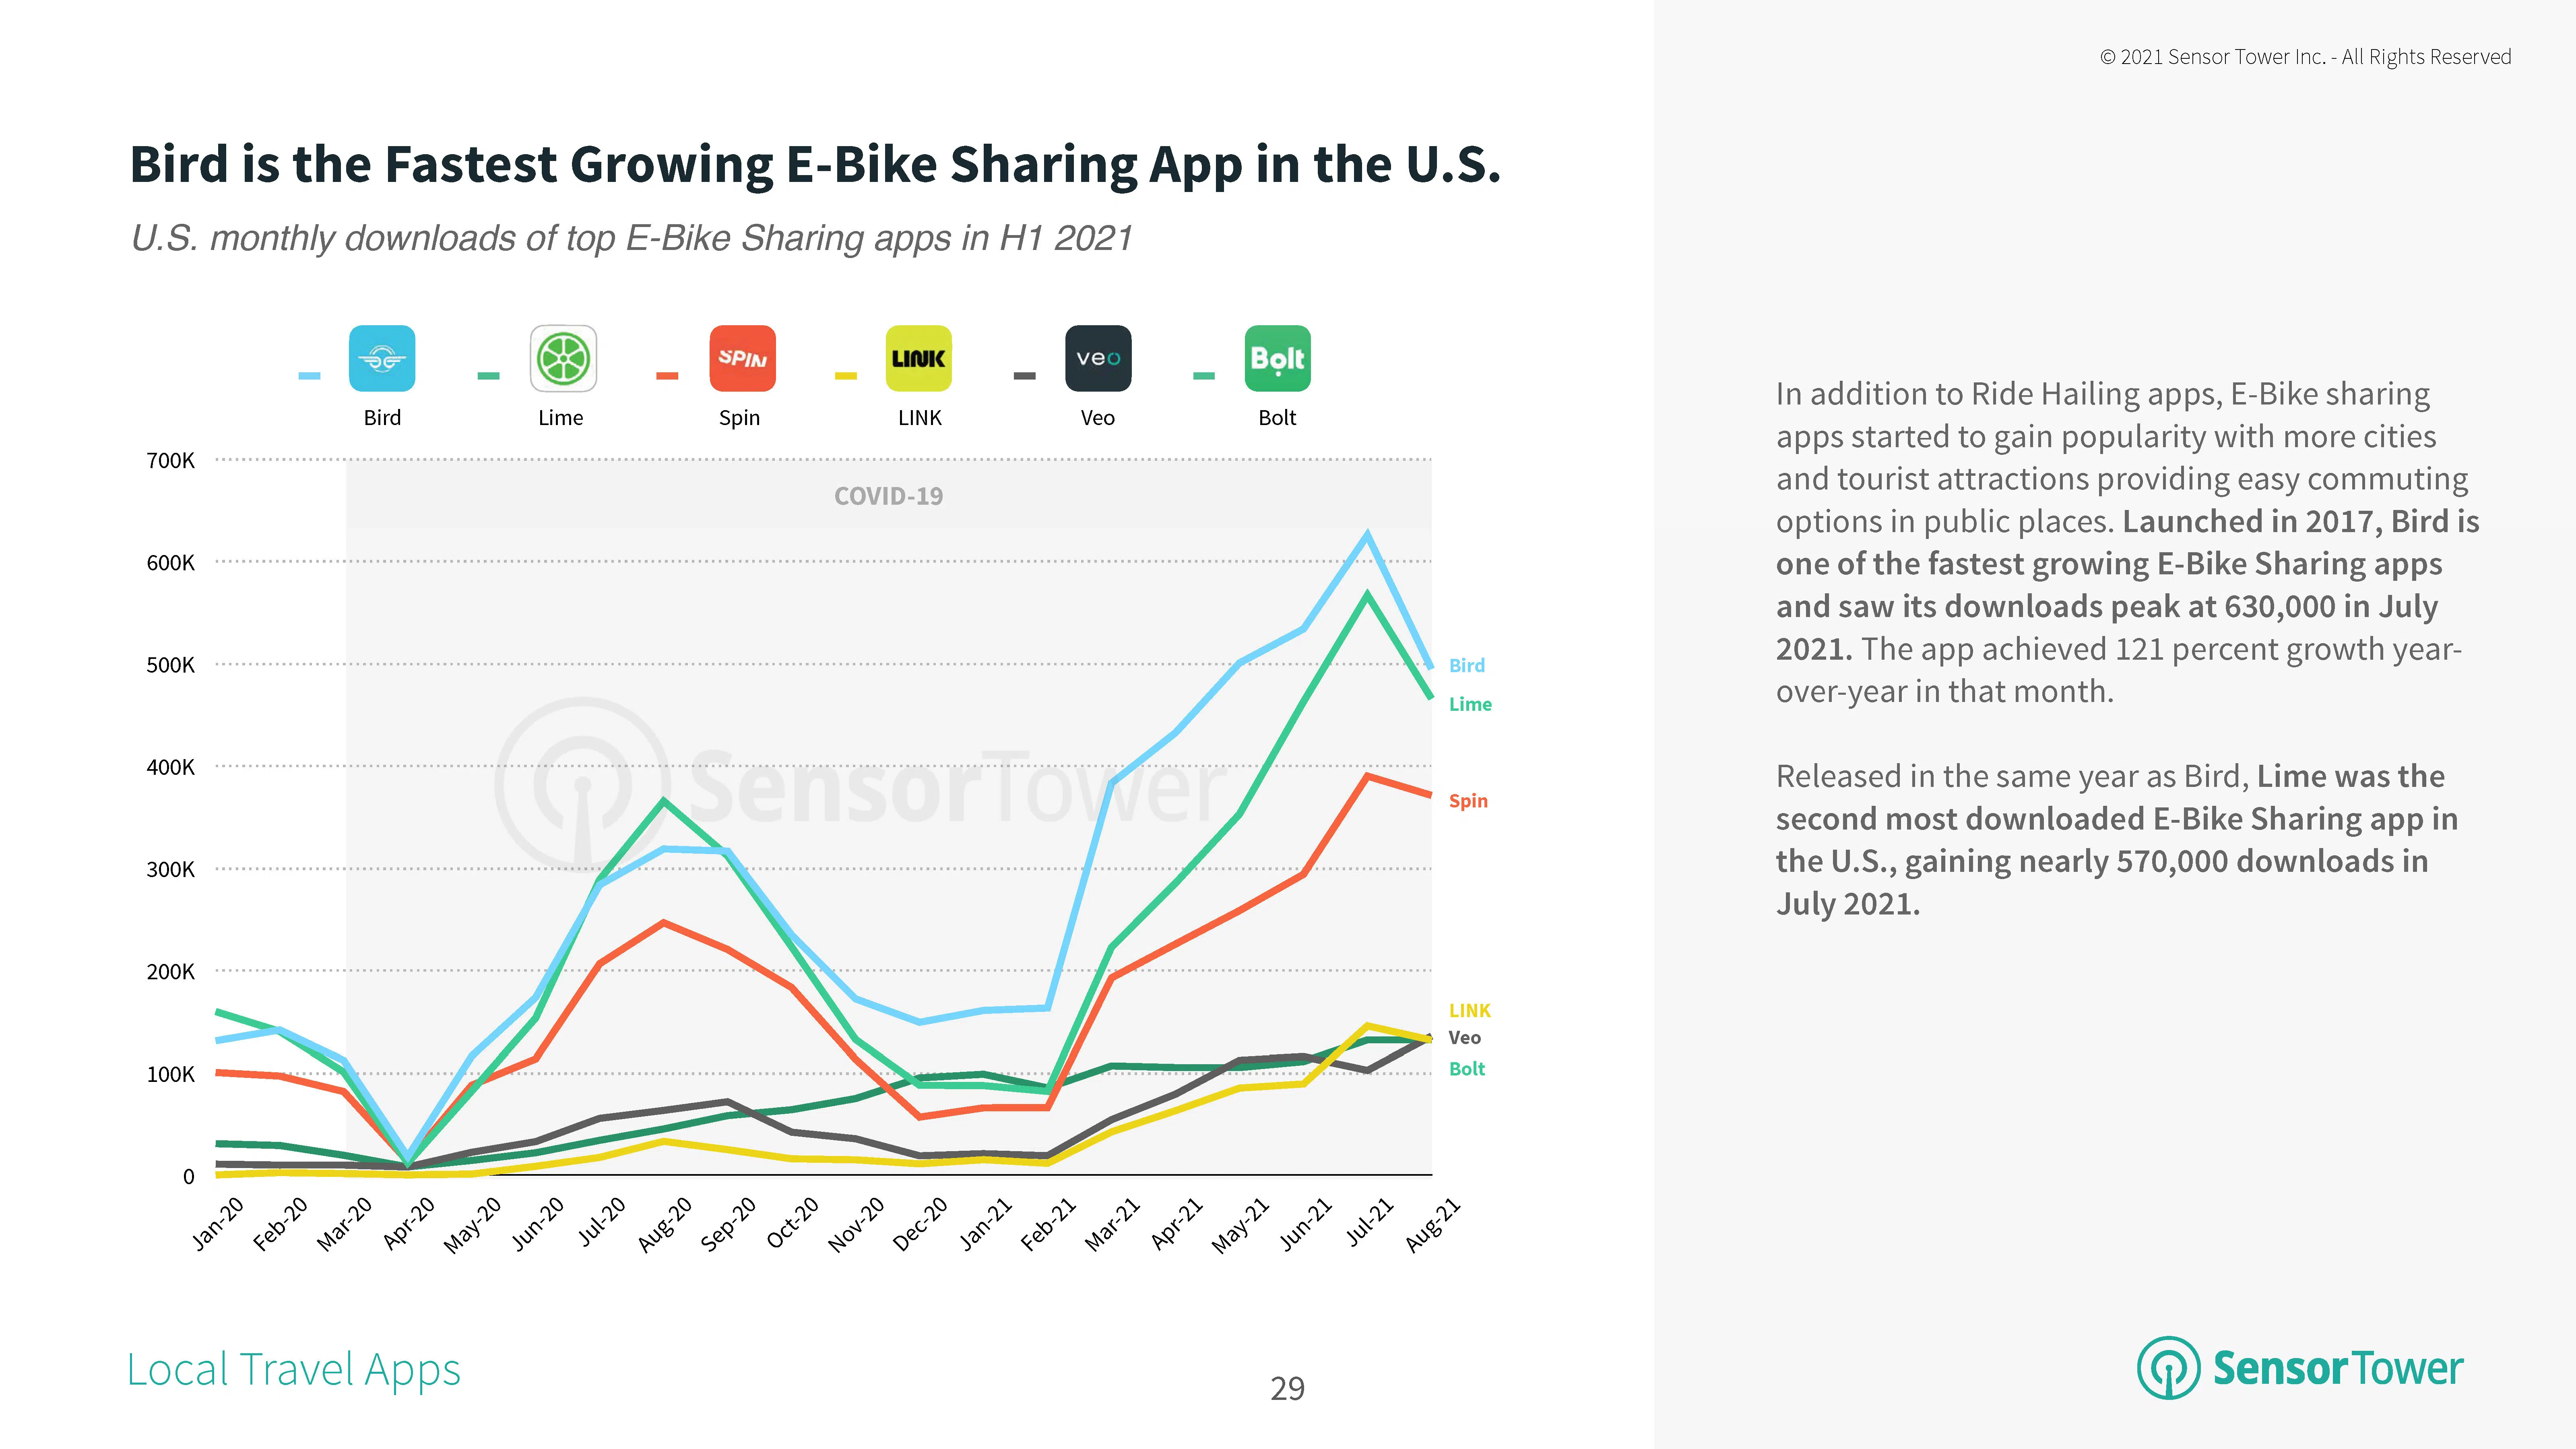 © 2021 Sensor Tower Inc. - All Rights Reserved
Bird is the Fastest Growing E-Bike Sharing App in the U.S.
U.S. monthly downloads of top E-Bike Sharing apps in H1 2021
SPIN
LINK
veo
Bolt
Bird
Lime
Spin
LINK
Veo
Bolt
700K
600K
500K
400K
300K
200K
100K
0
COVID-19
SensorTower
Bird
Lime
Spin
LINK
Veo
Bolt
Jan-20
Feb-20
Mar-20
Apr-20
May-20
Jun-20
Jul-20
Aug-20
Sep-20
Oct-20
Nov-20
Dec-20
Jan-21
Feb-21
Mar-21
Apr-21
May-21
Jun-21
Jul-21
Aug-21
In addition to Ride Hailing apps, E-Bike sharing
apps started to gain popularity with more cities
and tourist attractions providing easy commuting
options in public places. Launched in 2017, Bird is
one of the fastest growing E-Bike Sharing apps
and saw its downloads peak at 630,000 in July
2021. The app achieved 121 percent growth year-
over-year in that month.
Released in the same year as Bird, Lime was the
second most downloaded E-Bike Sharing app in
the U.S., gaining nearly 570,000 downloads in
July 2021.
Local Travel Apps
29
SensorTower